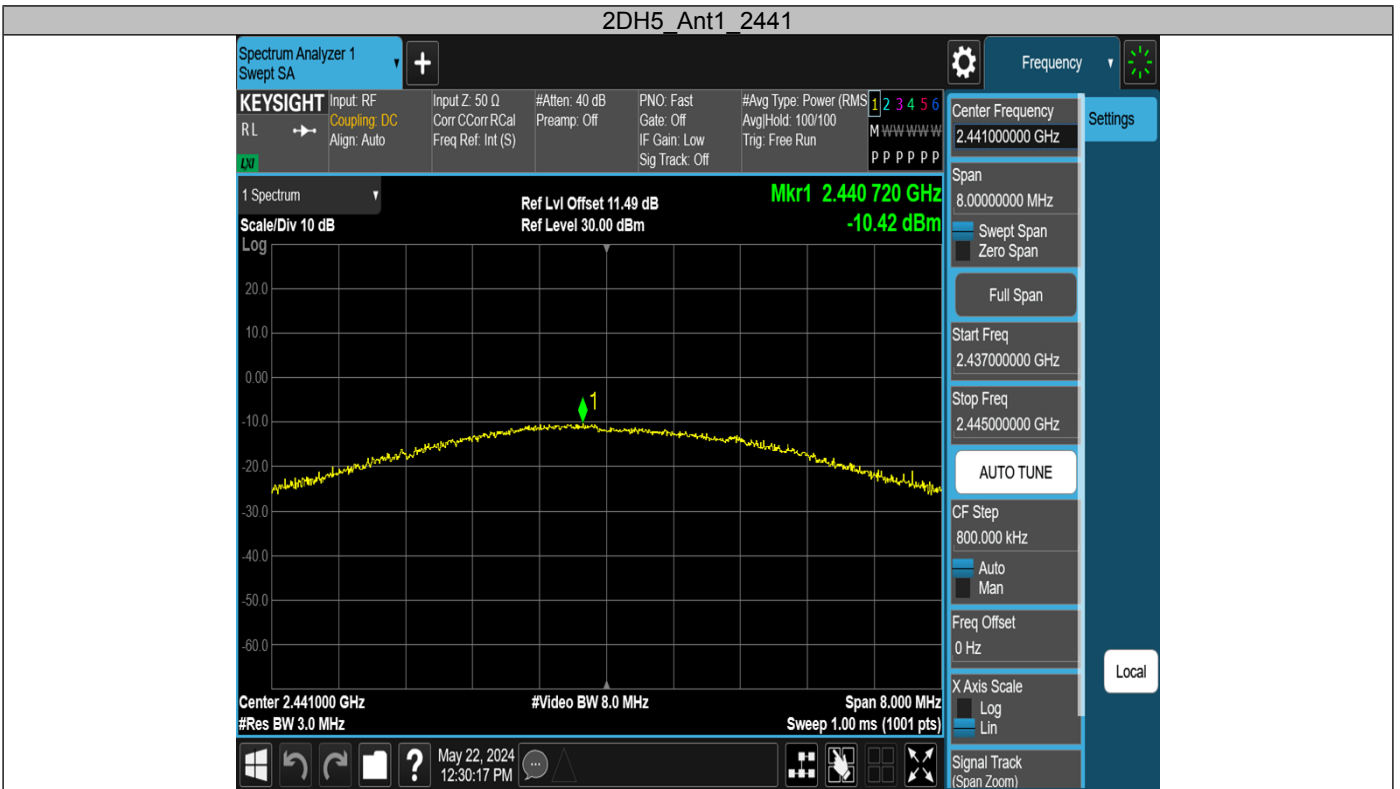 2DH5_Ant1_2441
Spectrum Analyzer 1
Swept SA
+
Frequency
KEYSIGHT
RL
LXI
Input: RF
Coupling: DC
Align: Auto
Input Z: 50 Ω
Corr CCorr RCal
Freq Ref: Int (S)
#Atten: 40 dB
Preamp: Off
PNO: Fast
Gate: Off
IF Gain: Low
Sig Track: Off
#Avg Type: Power (RMS
Avg|Hold: 100/100
Trig: Free Run
1 2 3 4 5 6
M W W W W W
P P P P P P
1 Spectrum
Scale/Div 10 dB
Log
Ref Lvl Offset 11.49 dB
Ref Level 30.00 dBm
Mkr1 2.440 720 GHz
-10.42 dBm
20.0
10.0
0.00
-10.0
-20.0
-30.0
-40.0
-50.0
-60.0
1
Center 2.441000 GHz
#Res BW 3.0 MHz
#Video BW 8.0 MHz
Span 8.000 MHz
Sweep 1.00 ms (1001 pts)
Center Frequency
2.441000000 GHz
Settings
Span
8.00000000 MHz
Swept Span
Zero Span
Full Span
Start Freq
2.437000000 GHz
Stop Freq
2.445000000 GHz
AUTO TUNE
CF Step
800.000 kHz
Auto
Man
Freq Offset
0 Hz
X Axis Scale
Log
Lin
Signal Track
(Span Zoom)
Local
?
May 22, 2024
12:30:17 PM